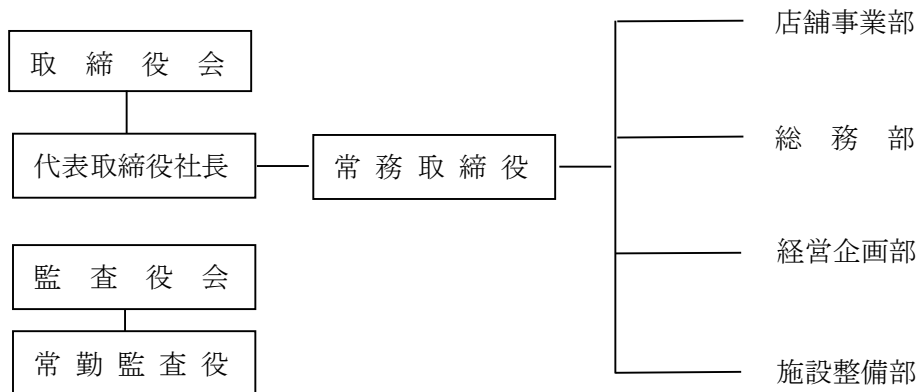 店舗事業部
取締役会
総務部
代表取締役社長
常務取締役
経営企画部
監査役会
常勤監査役
施設整備部